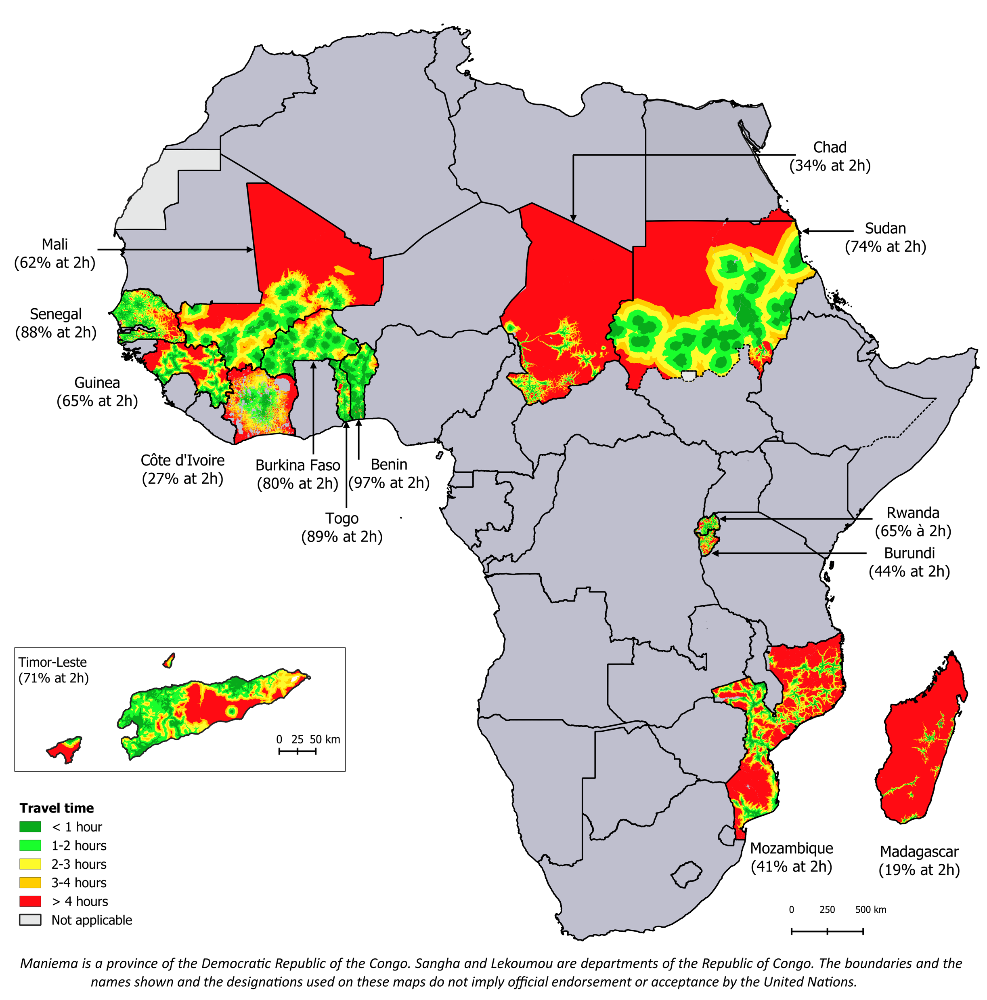 Chad
(34% at 2h)
Sudan
(74% at 2h)
Mali
(62% at 2h)
Senegal
(88% at 2h)
Guinea
(65% at 2h)
Côte d'Ivoire
(27% at 2h)
Burkina Faso
(80% at 2h)
Benin
(97% at 2h)
Togo
(89% at 2h)
Rwanda
(65% à 2h)
Burundi
(44% at 2h)
Timor-Leste
(71% at 2h)
0 25 50 km
Travel time
< 1 hour
1-2 hours
2-3 hours
3-4 hours
> 4 hours
Not applicable
Mozambique
(41% at 2h)
Madagascar
(19% at 2h)
0 250 500 km
Maniema is a province of the Democratic Republic of the Congo. Sangha and Lekoumou are departments of the Republic of Congo. The boundaries and the
names shown and the designations used on these maps do not imply official endorsement or acceptance by the United Nations.